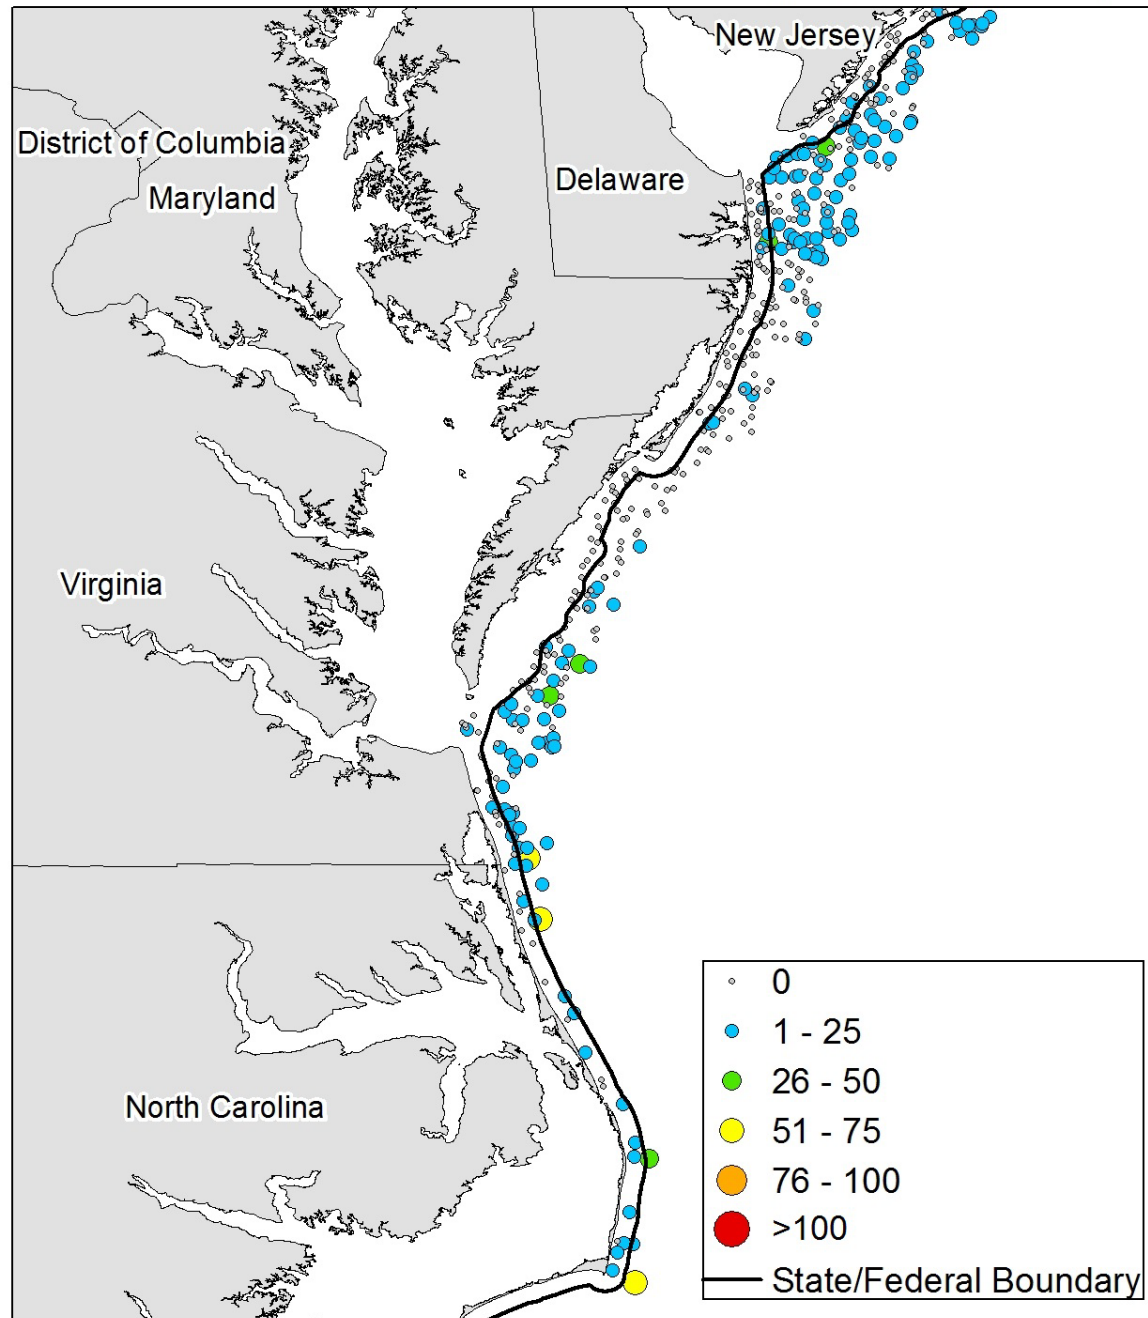 New Jersey
District of Columbia
Maryland
Delaware
Virginia
North Carolina
0
1 - 25
26 - 50
51 - 75
76 - 100
>100
State/Federal Boundary